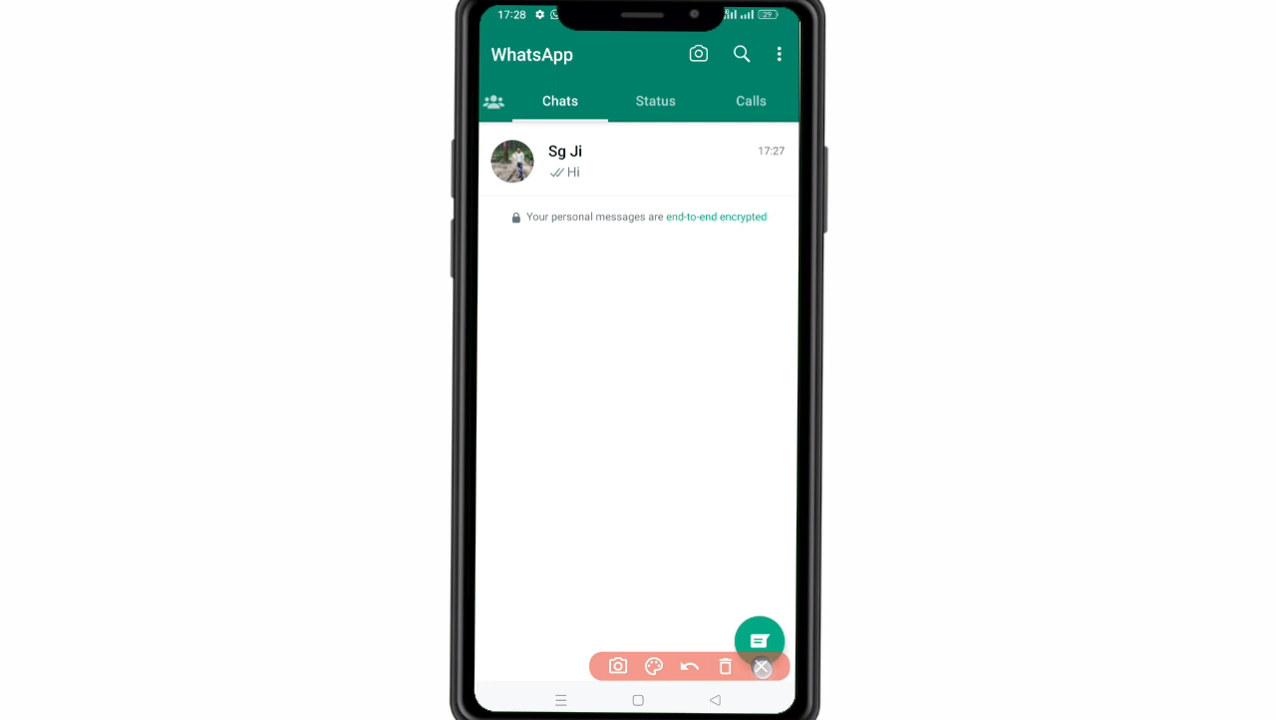 17:28
29
WhatsApp
Chats
Status
Calls
Sg Ji
17:27
Hi
Your personal messages are end-to-end encrypted